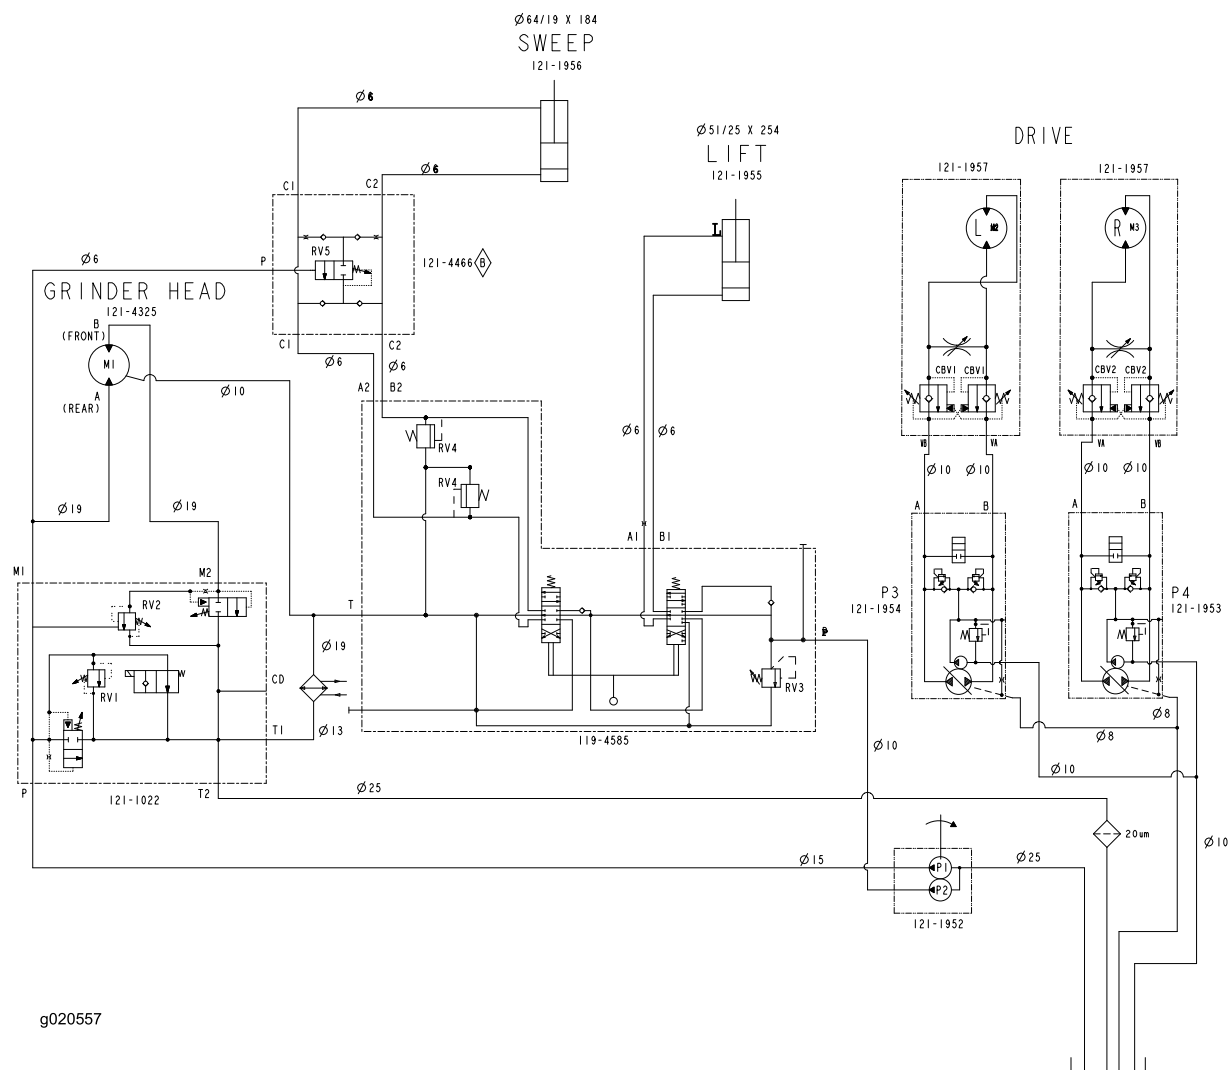 Ø64/19 X 184
SWEEP
121-1956
Ø6
Ø6
C1
C2
Ø51/25 X 254
LIFT
121-1955
L
DRIVE
121-1957
121-1957
L M2
R M3
RV5
121-4466
B
Ø6
P
GRINDER HEAD
121-4325
B
(FRONT)
M1
A
(REAR)
C1
C2
Ø6
Ø6
A2
B2
Ø10
CBV1
CBV1
CBV2
CBV2
RV4
RV4
Ø6
Ø6
VB
VA
VA
VB
Ø10
Ø10
Ø10
Ø10
Ø19
Ø19
A
B
A
B
A1
B1
M1
M2
RV2
RV1
CD
T1
T
Ø19
Ø13
P3
121-1954
P4
121-1953
P
RV3
119-4585
Ø8
Ø8
Ø10
Ø10
P
121-1022
T2
Ø25
20um
Ø10
Ø15
P1
P2
Ø25
121-1952
g020557